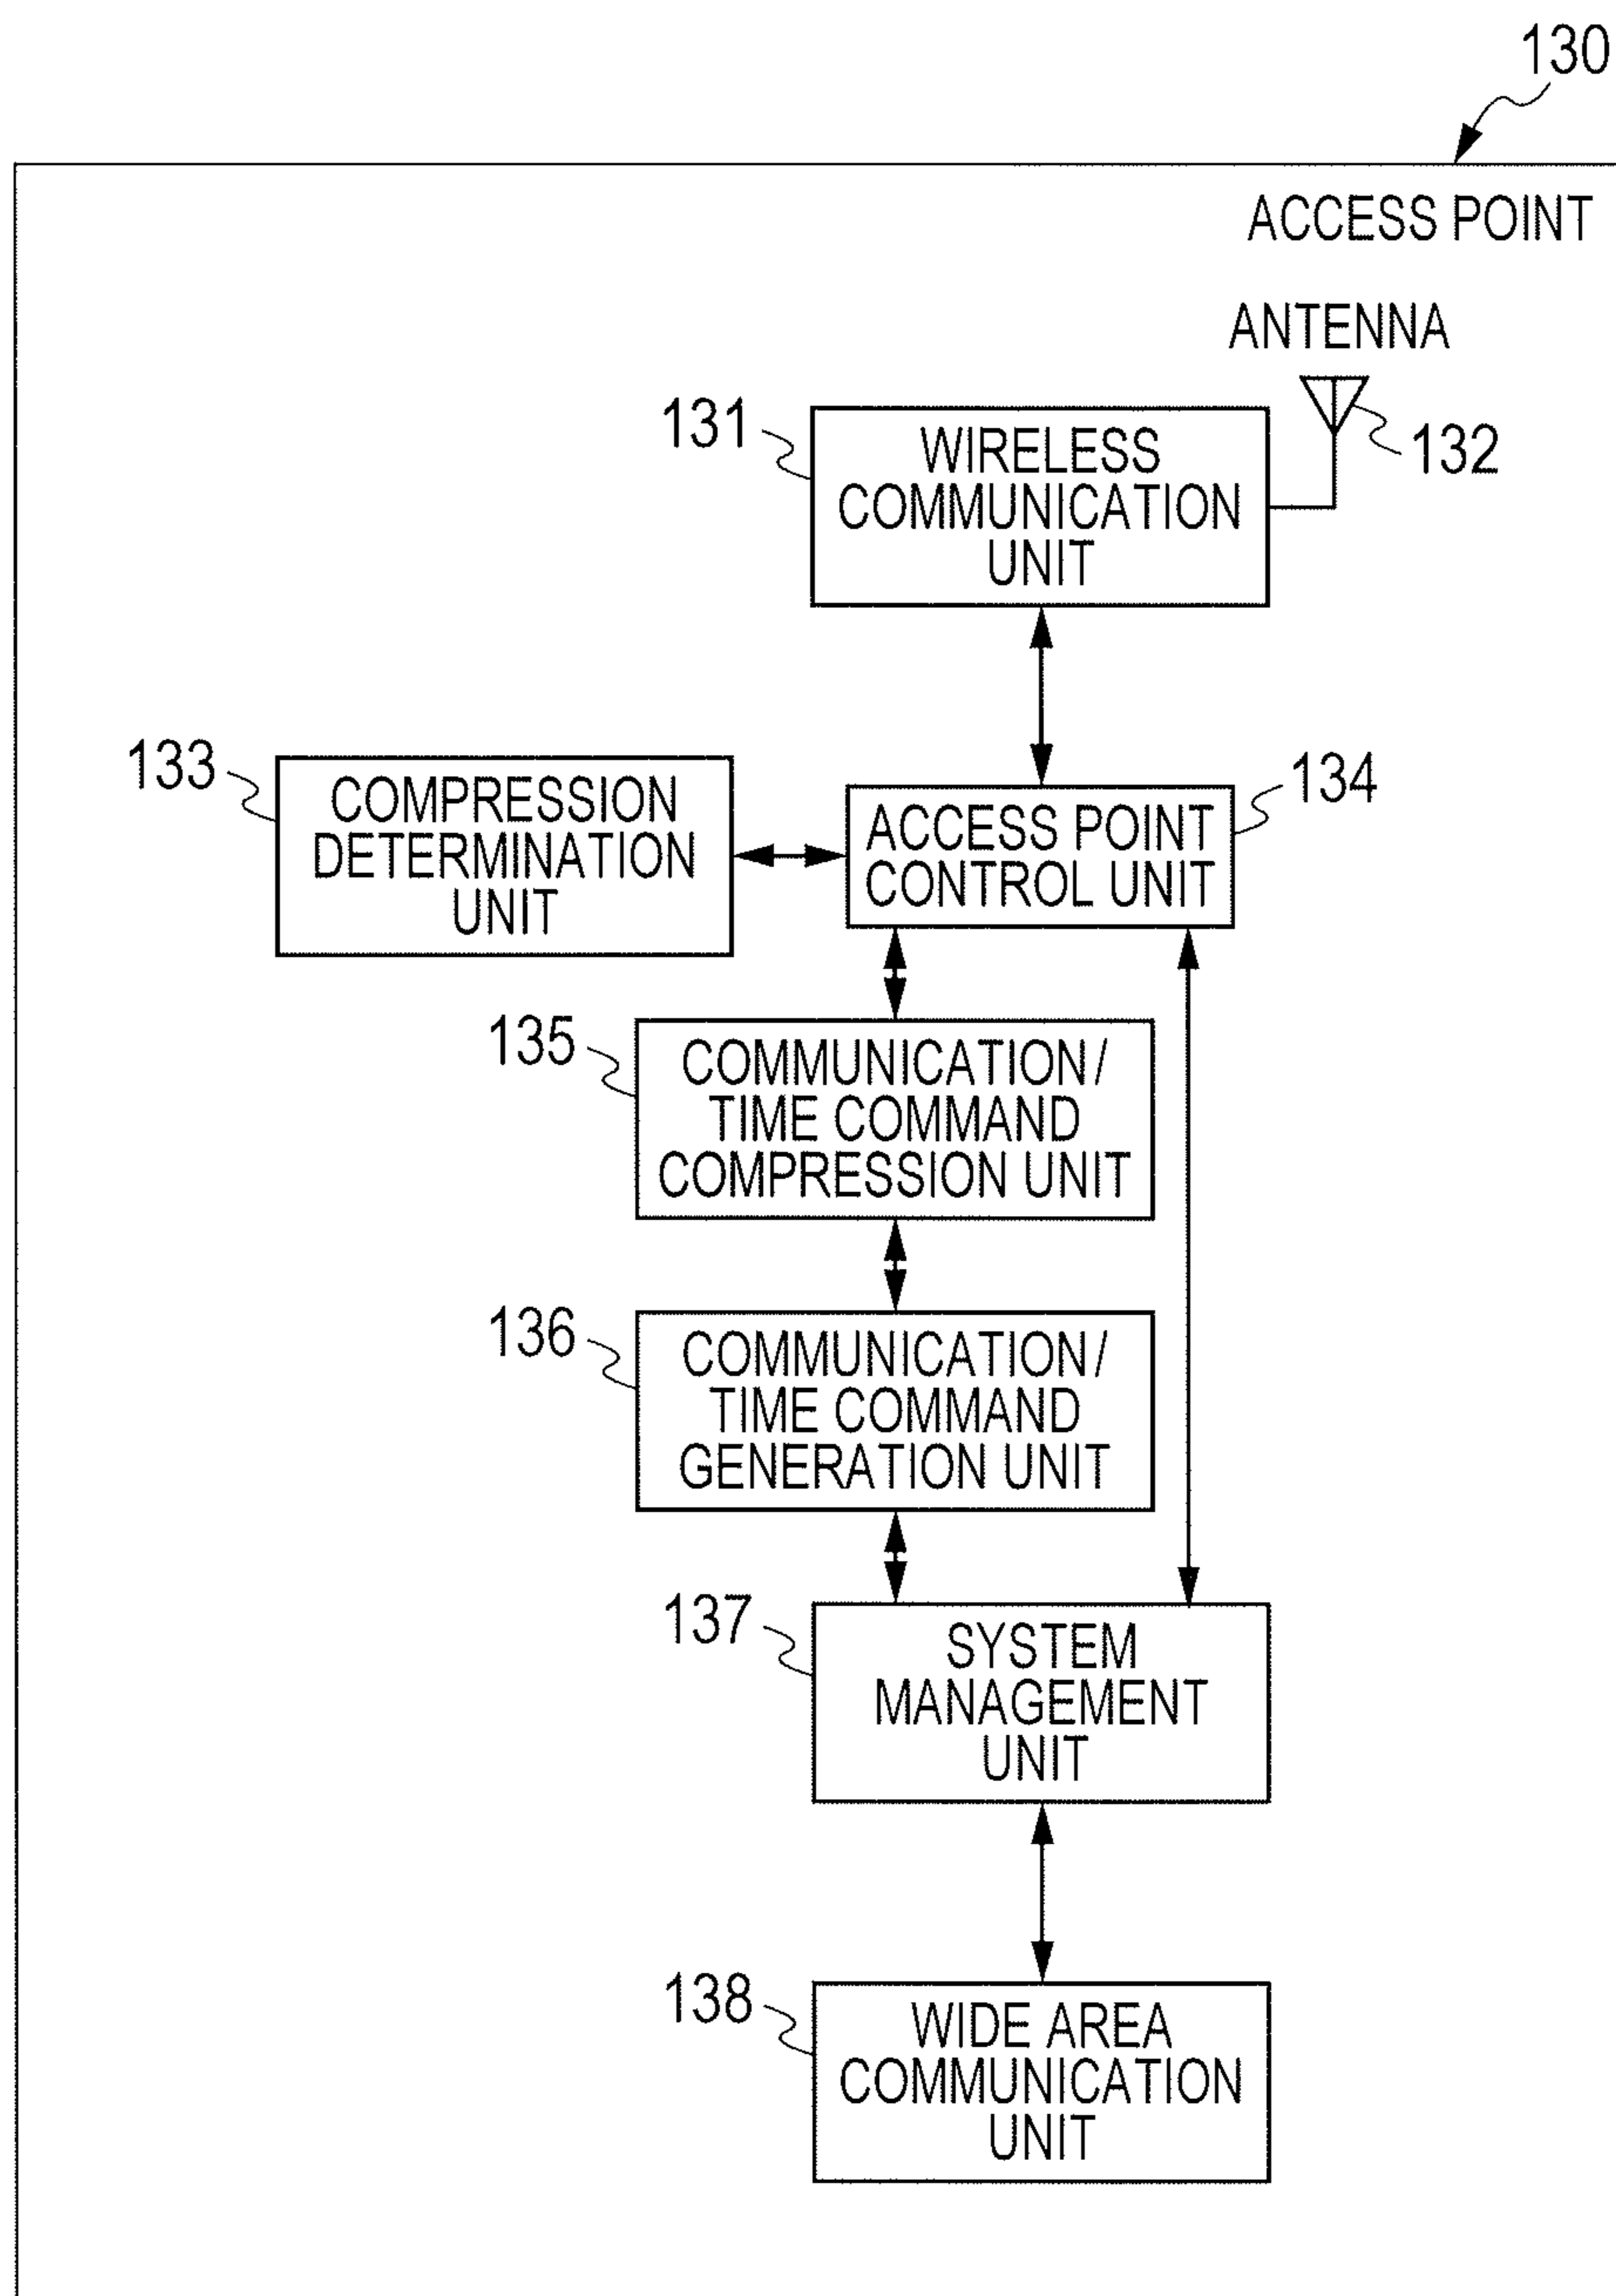 130
ACCESS POINT
ANTENNA
131
WIRELESS
COMMUNICATION
UNIT
132
133
COMPRESSION
DETERMINATION
UNIT
ACCESS POINT
CONTROL UNIT
134
135
COMMUNICATION/
TIME COMMAND
COMPRESSION UNIT
136
COMMUNICATION/
TIME COMMAND
GENERATION UNIT
137
SYSTEM
MANAGEMENT
UNIT
138
WIDE AREA
COMMUNICATION
UNIT